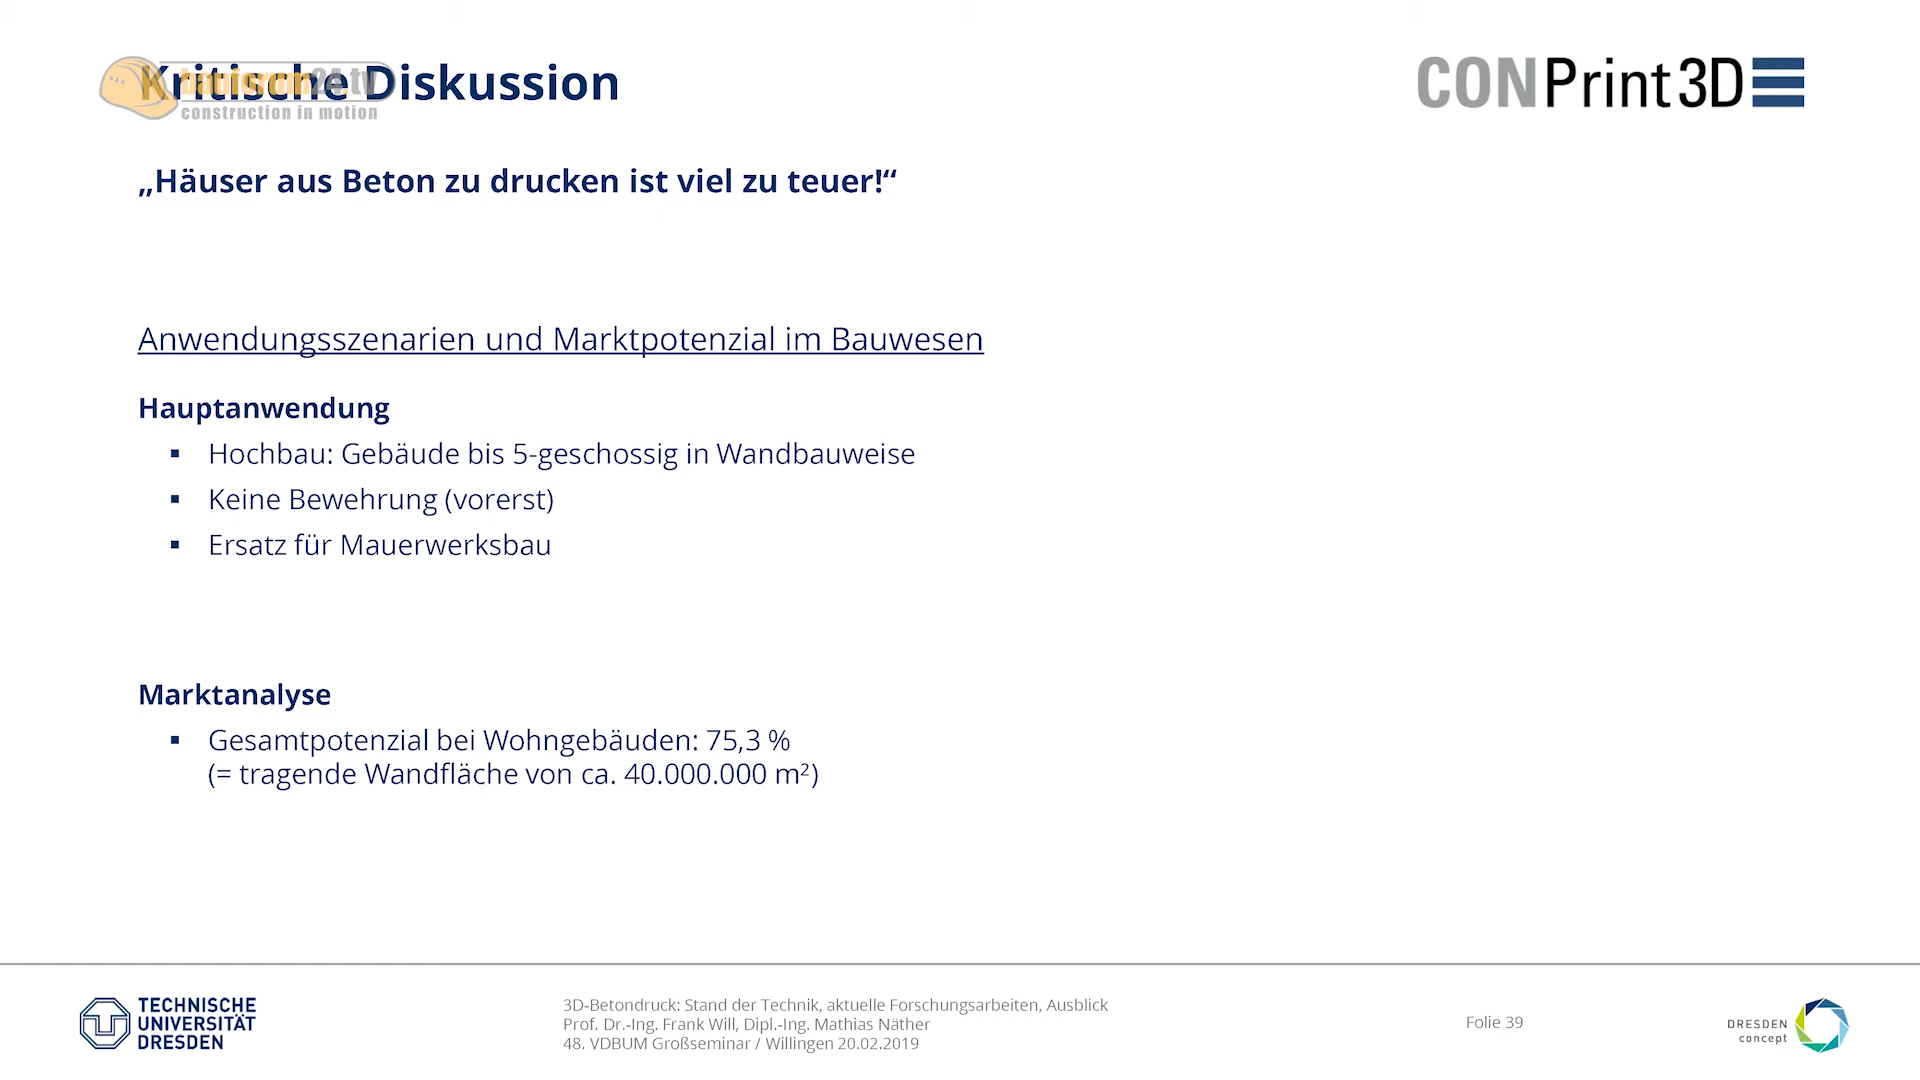 Kritische Diskussion
bauforum24.tv
construction in motion
CONPrint3D
„Häuser aus Beton zu drucken ist viel zu teuer!“
Anwendungsszenarien und Marktpotenzial im Bauwesen
Hauptanwendung
▪ Hochbau: Gebäude bis 5-geschossig in Wandbauweise
▪ Keine Bewehrung (vorerst)
▪ Ersatz für Mauerwerksbau
Marktanalyse
▪ Gesamtpotenzial bei Wohngebäuden: 75,3 %
(= tragende Wandfläche von ca. 40.000.000 m²)
TECHNISCHE
UNIVERSITÄT
DRESDEN
3D-Betondruck: Stand der Technik, aktuelle Forschungsarbeiten, Ausblick
Prof. Dr.-Ing. Frank Will, Dipl.-Ing. Mathias Näther
48. VDBUM Großseminar / Willingen 20.02.2019
Folie 39
DRESDEN
concept